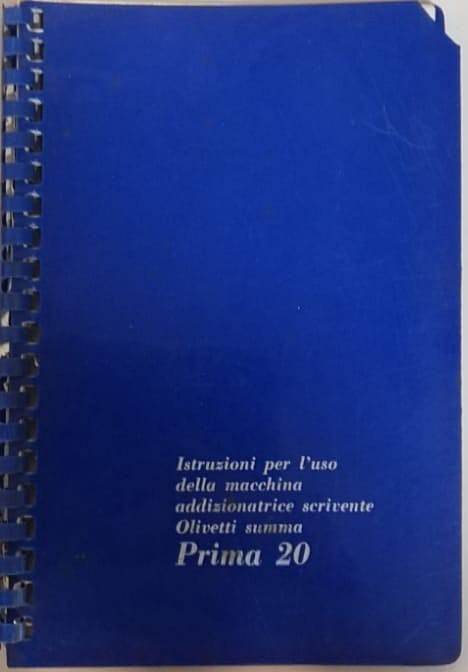 Istruzioni per l'uso
della macchina
addizionatrice scrivente
Olivetti summa
Prima 20